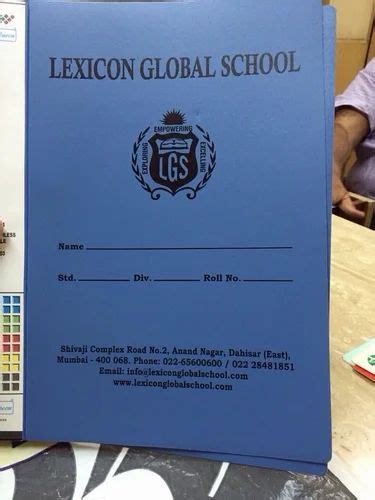 LEXICON GLOBAL SCHOOL
EMPOWERING
EXPLORING
EXCELLING
LGS
Name
Std. Div. Roll No.
Shivaji Complex Road No.2, Anand Nagar, Dahisar (East),
Mumbai - 400 068. Phone: 022-65600600 / 022 28481851
Email: info@lexiconglobalschool.com
www.lexiconglobalschool.com